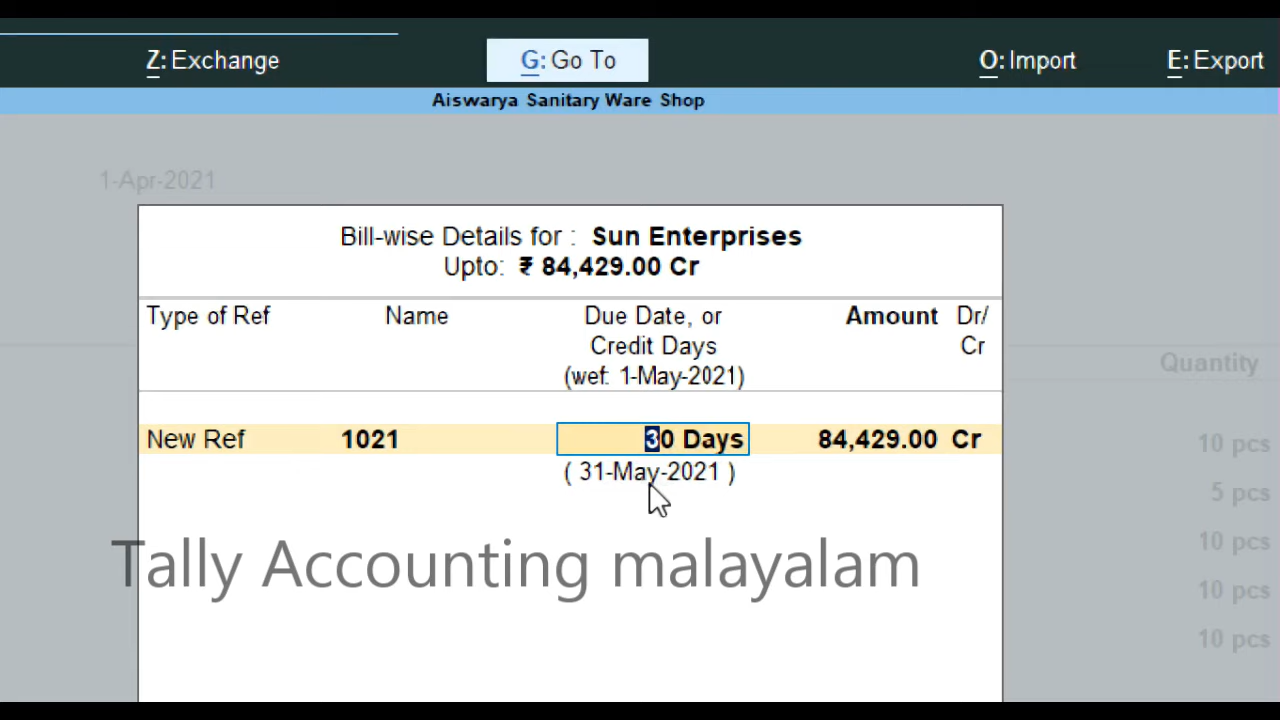 Z: Exchange G: Go To O: Import E: Export
Aiswarya Sanitary Ware Shop
1-Apr-2021
Bill-wise Details for : Sun Enterprises
Upto: ₹ 84,429.00 Cr
Type of Ref Name Due Date, or Amount Dr/
Credit Days Cr
Quantity
(wef: 1-May-2021)
New Ref 1021 30 Days 84,429.00 Cr
10 pcs
( 31-May-2021 )
5 pcs
10 pcs
Tally Accounting malayalam
10 pcs
10 pcs